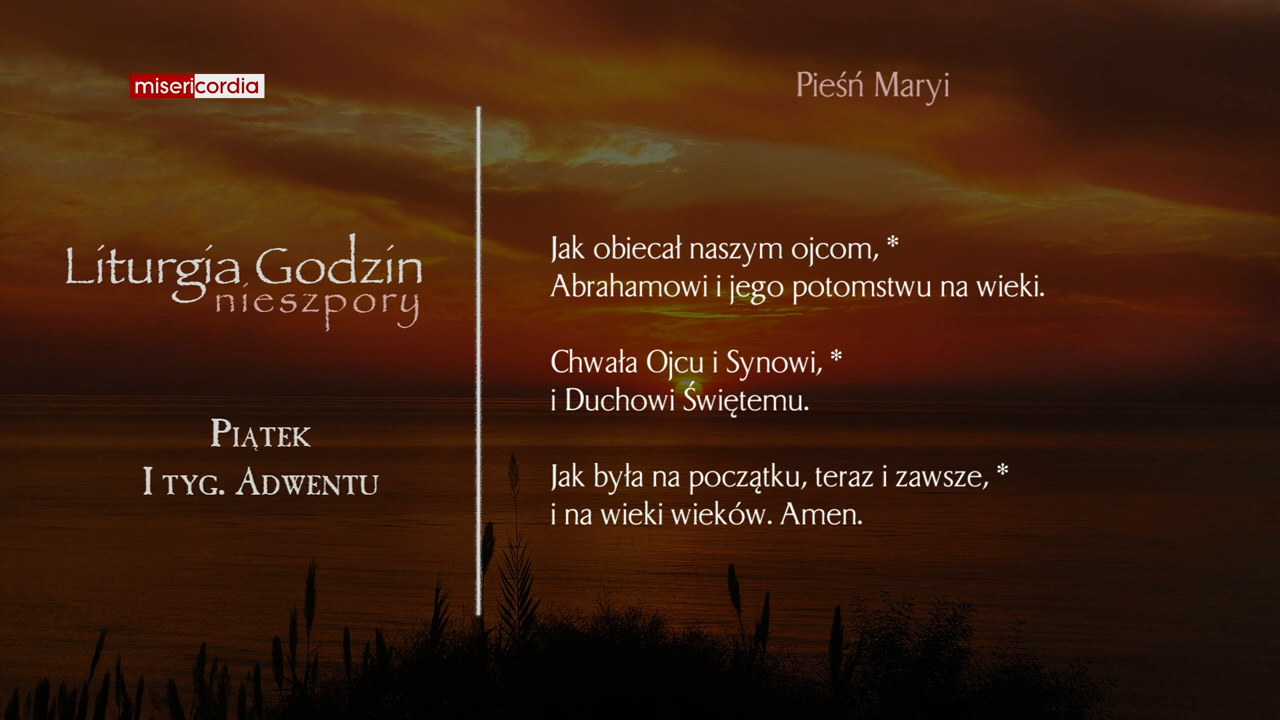 misericordia
Pieśń Maryi
Liturgia Godzin
nieszpory
Piątek
I tyg. Adwentu
Jak obiecał naszym ojcom, *
Abrahamowi i jego potomstwu na wieki.
Chwała Ojcu i Synowi, *
i Duchowi Świętemu.
Jak była na początku, teraz i zawsze, *
i na wieki wieków. Amen.